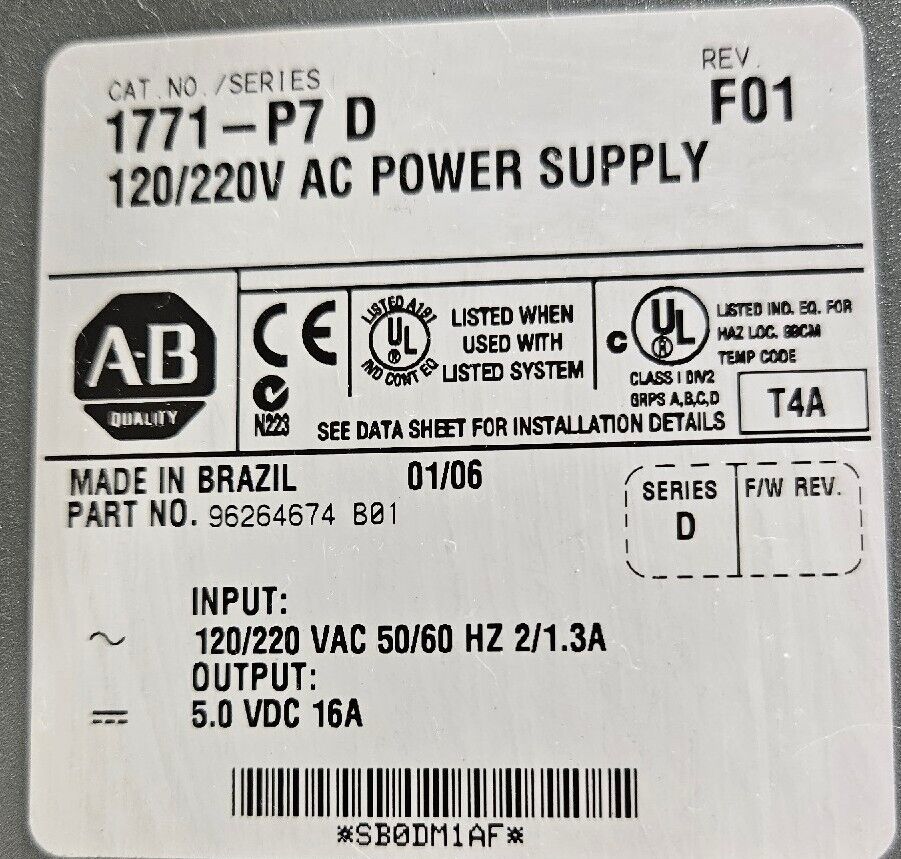 CAT.NO./SERIES
REV.
1771-P7 D
F01
120/220V AC POWER SUPPLY
A-B
QUALITY
CE
N223
LISTED A197
UL
®
IND CONT EQ
LISTED WHEN
USED WITH
LISTED SYSTEM
C UL
®
LISTED IND. EQ. FOR
HAZ LOC. 99CM
TEMP CODE
CLASS I DIV2
GRPS A,B,C,D
T4A
SEE DATA SHEET FOR INSTALLATION DETAILS
MADE IN BRAZIL 01/06
PART NO. 96264674 B01
SERIES
D
F/W REV.
INPUT:
~ 120/220 VAC 50/60 HZ 2/1.3A
OUTPUT:
⎓ 5.0 VDC 16A
*SB0DM1AF*